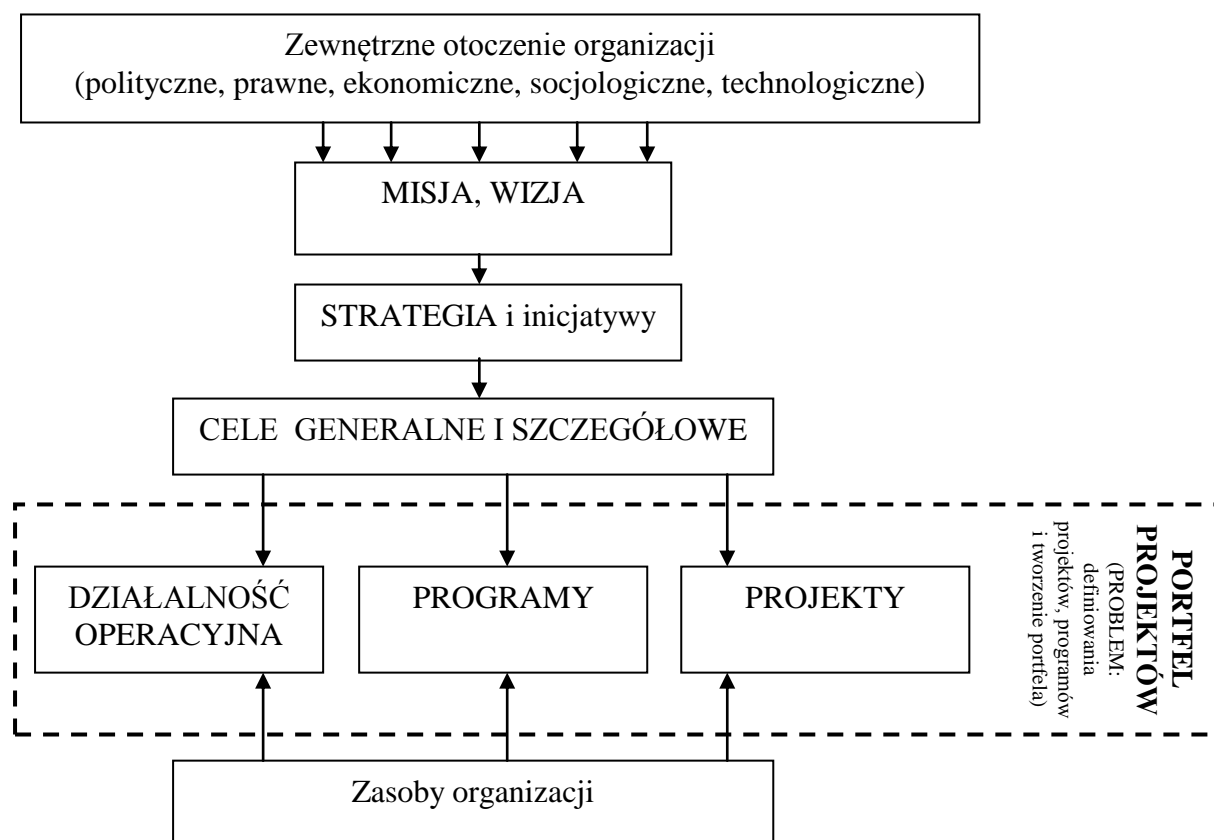 Zewnętrzne otoczenie organizacji
(polityczne, prawne, ekonomiczne, socjologiczne, technologiczne)
MISJA, WIZJA
STRATEGIA i inicjatywy
CELE GENERALNE I SZCZEGÓŁOWE
DZIAŁALNOŚĆ
OPERACYJNA
PROGRAMY
PROJEKTY
PORTFEL
PROJEKTÓW
(PROBLEM:
definiowania
projektów, programów
i tworzenie portfela)
Zasoby organizacji